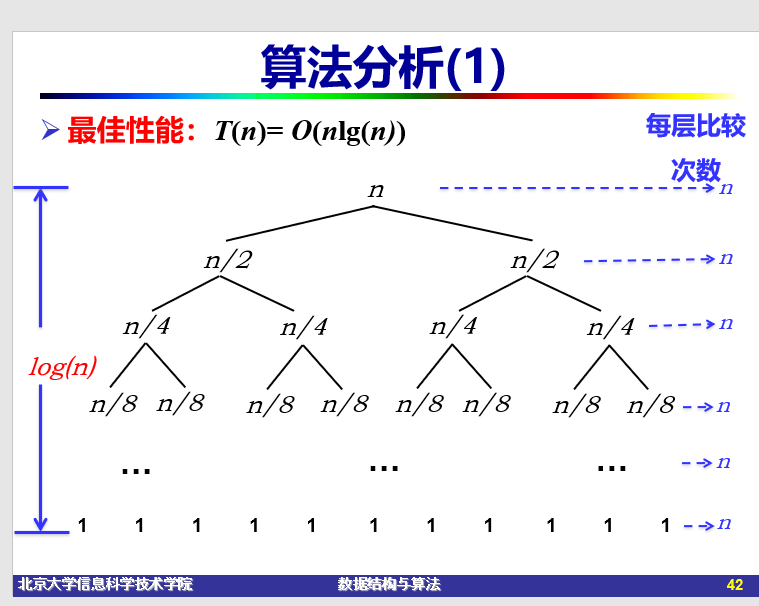 算法分析(1)
➢ 最佳性能：T(n)= O(nlg(n))
每层比较
次数
n n
n/2 n/2 n
n/4 n/4 n/4 n/4 n
log(n)
n/8 n/8 n/8 n/8 n/8 n/8 n/8 n/8 n
... ... ... n
1 1 1 1 1 1 1 1 1 1 1 n
北京大学信息科学技术学院 数据结构与算法 42